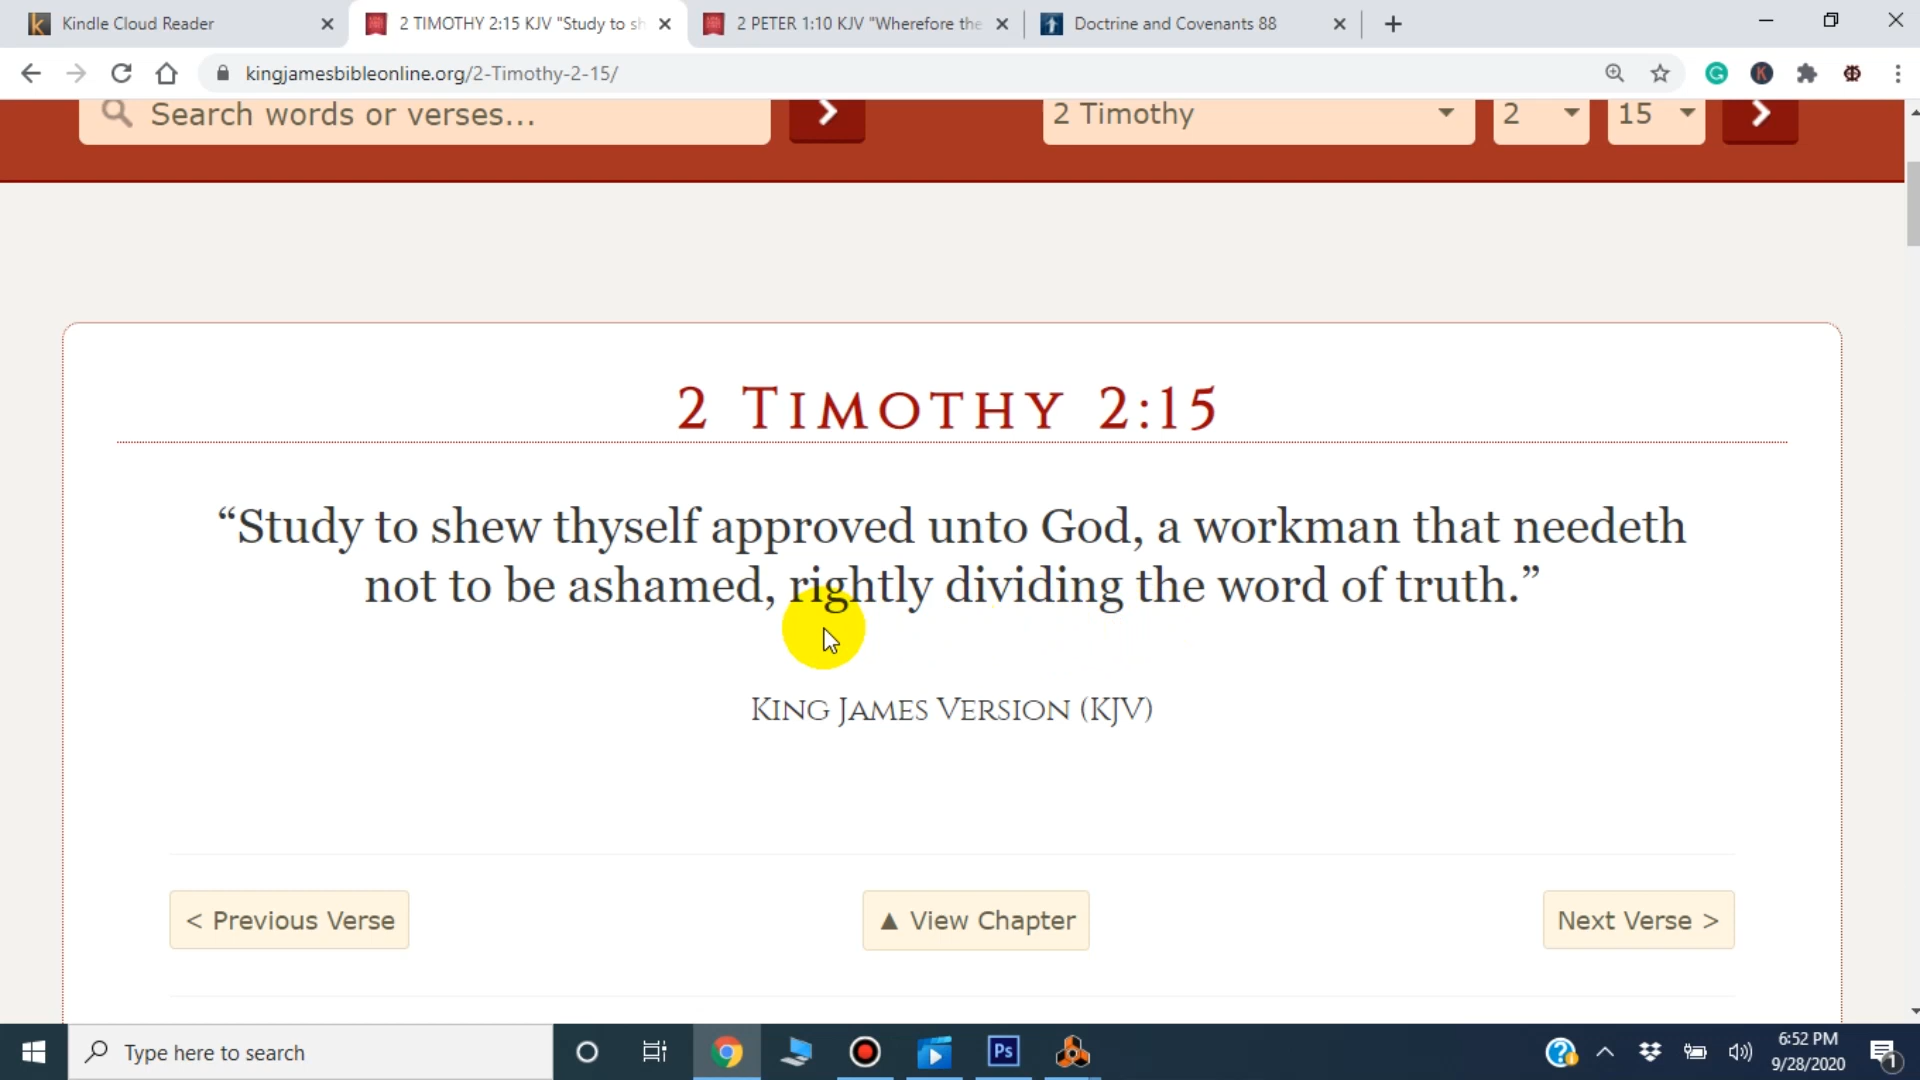 Kindle Cloud Reader
2 TIMOTHY 2:15 KJV "Study to sh
2 PETER 1:10 KJV "Wherefore the
Doctrine and Covenants 88
kingjamesbibleonline.org/2-Timothy-2-15/
Search words or verses...
2 Timothy
2
15
2 TIMOTHY 2:15
“Study to shew thyself approved unto God, a workman that needeth
not to be ashamed, rightly dividing the word of truth.”
KING JAMES VERSION (KJV)
< Previous Verse
▲ View Chapter
Next Verse >
Type here to search
Ps
6:52 PM
9/28/2020
1